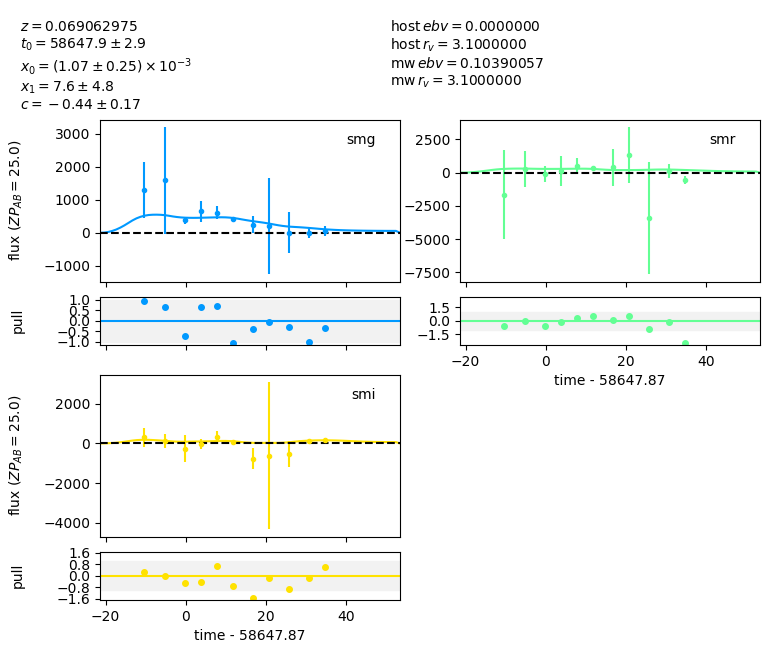 z = 0.069062975
t₀ = 58647.9 ± 2.9
x₀ = (1.07 ± 0.25) × 10⁻³
x₁ = 7.6 ± 4.8
c = −0.44 ± 0.17
host ebv = 0.0000000
host r_v = 3.1000000
mw ebv = 0.10390057
mw r_v = 3.1000000
smg
flux (ZP_AB = 25.0)
3000
2000
1000
0
−1000
pull
1.0
0.5
0.0
−0.5
−1.0
smr
2500
0
−2500
−5000
−7500
1.5
0.0
−1.5
−20 0 20 40
time - 58647.87
smi
flux (ZP_AB = 25.0)
2000
0
−2000
−4000
pull
1.6
0.8
0.0
−0.8
−1.6
−20 0 20 40
time - 58647.87